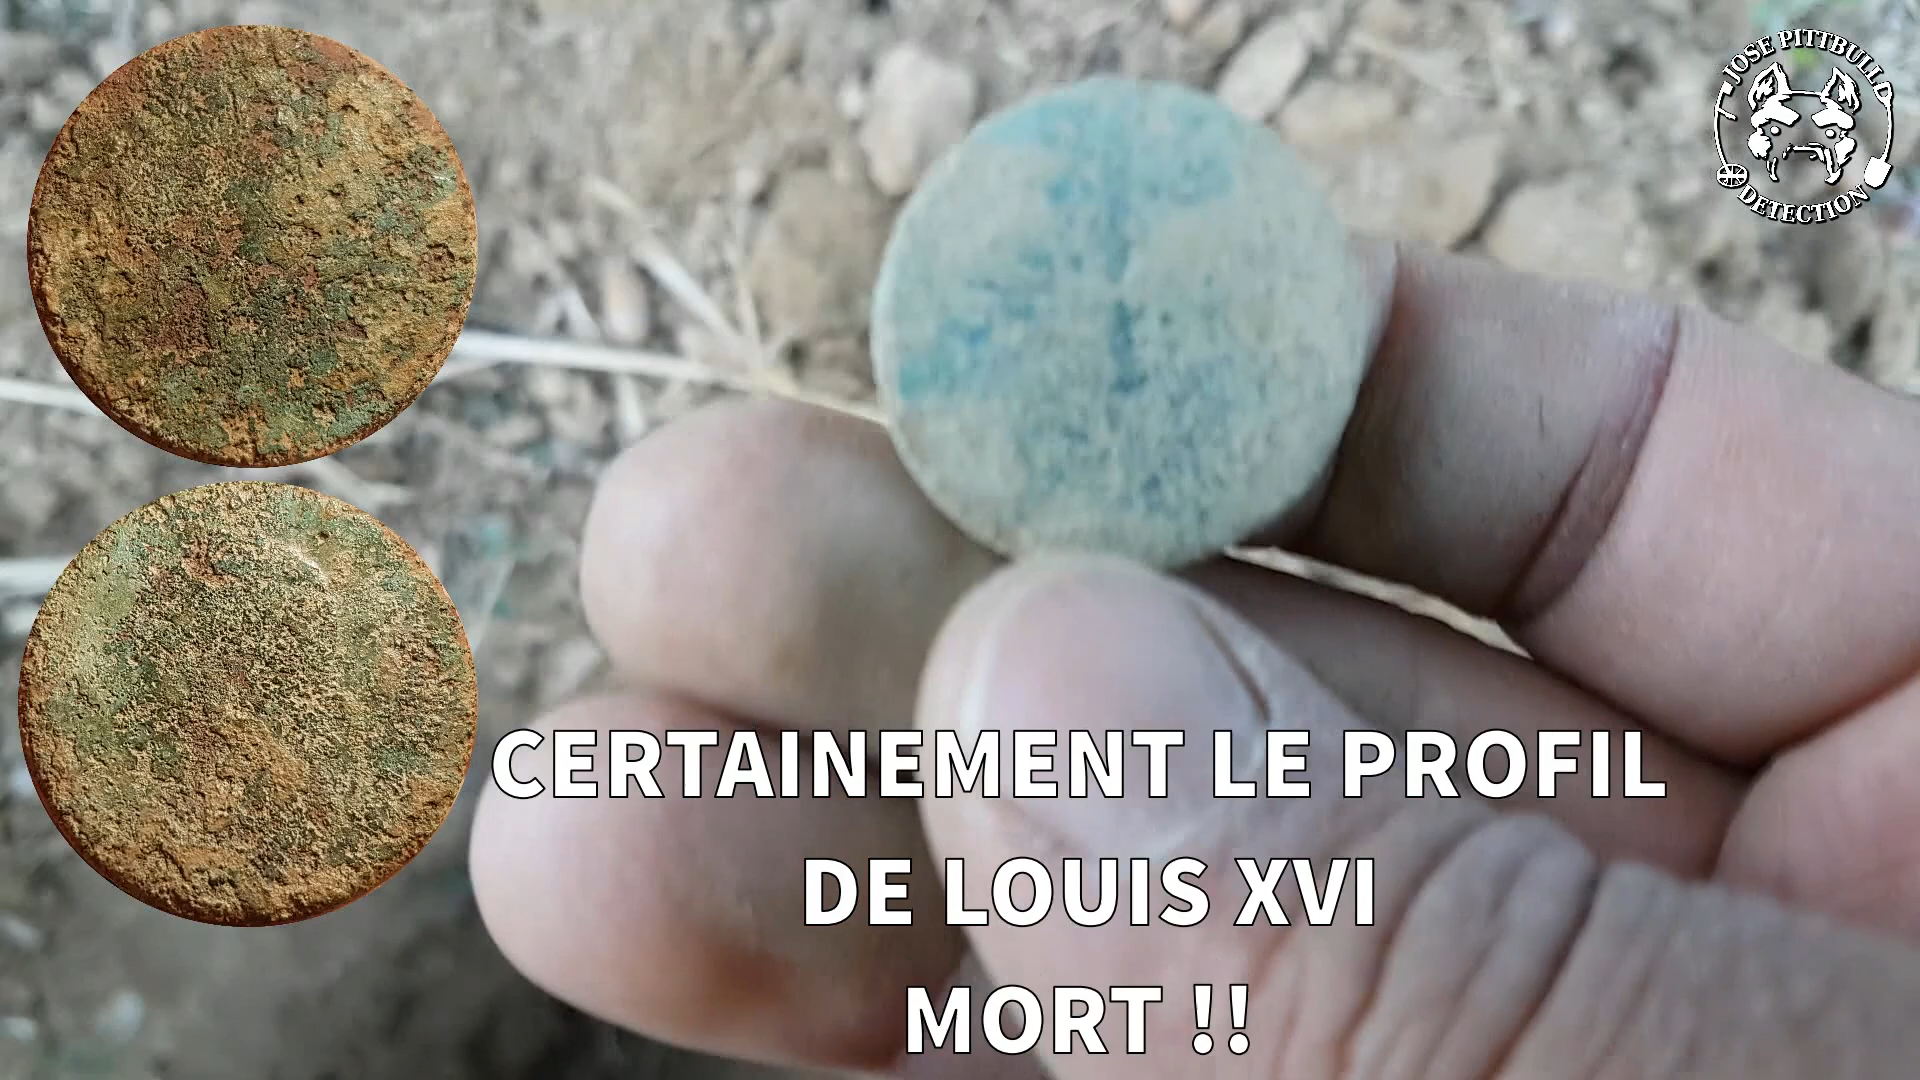 JOSE PITTBULL
DETECTION
CERTAINEMENT LE PROFIL
DE LOUIS XVI
MORT !!